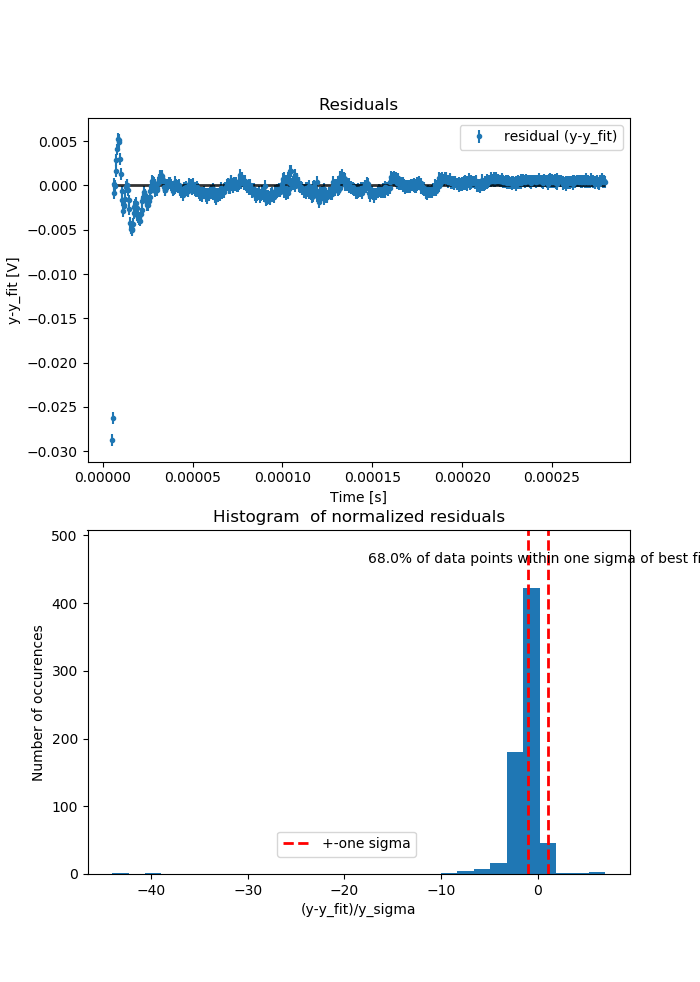 Residuals
residual (y-y_fit)
0.005
0.000
−0.005
−0.010
−0.015
−0.020
−0.025
−0.030
y-y_fit [V]
0.00000 0.00005 0.00010 0.00015 0.00020 0.00025
Time [s]
Histogram  of normalized residuals
68.0% of data points within one sigma of best fi
500
400
300
200
100
0
Number of occurences
+-one sigma
−40 −30 −20 −10 0
(y-y_fit)/y_sigma